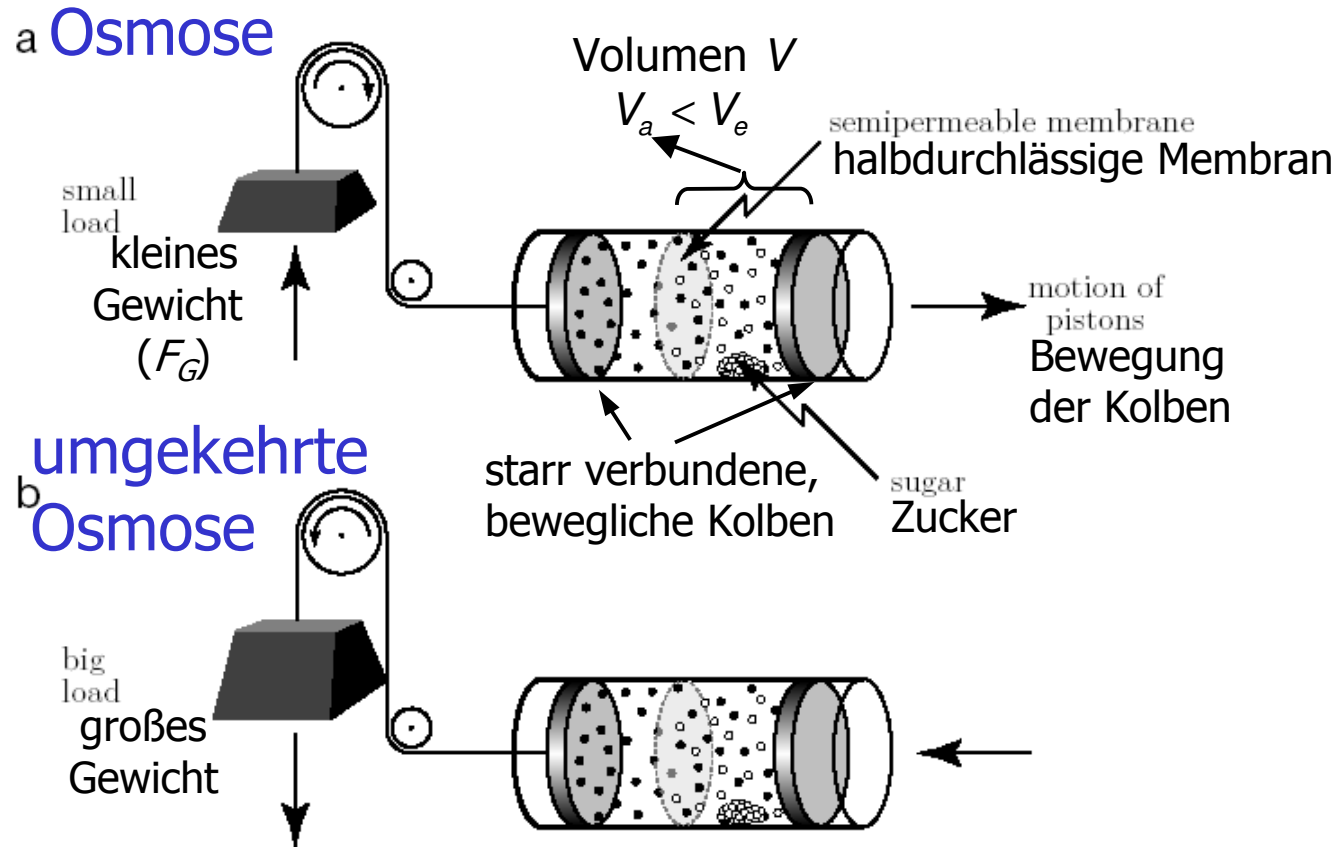 a Osmose
Volumen V
Va < Ve
semipermeable membrane
halbdurchlässige Membran
small
load
kleines
Gewicht
(FG)
motion of
pistons
Bewegung
der Kolben
starr verbundene,
bewegliche Kolben
sugar
Zucker
umgekehrte
b Osmose
big
load
großes
Gewicht